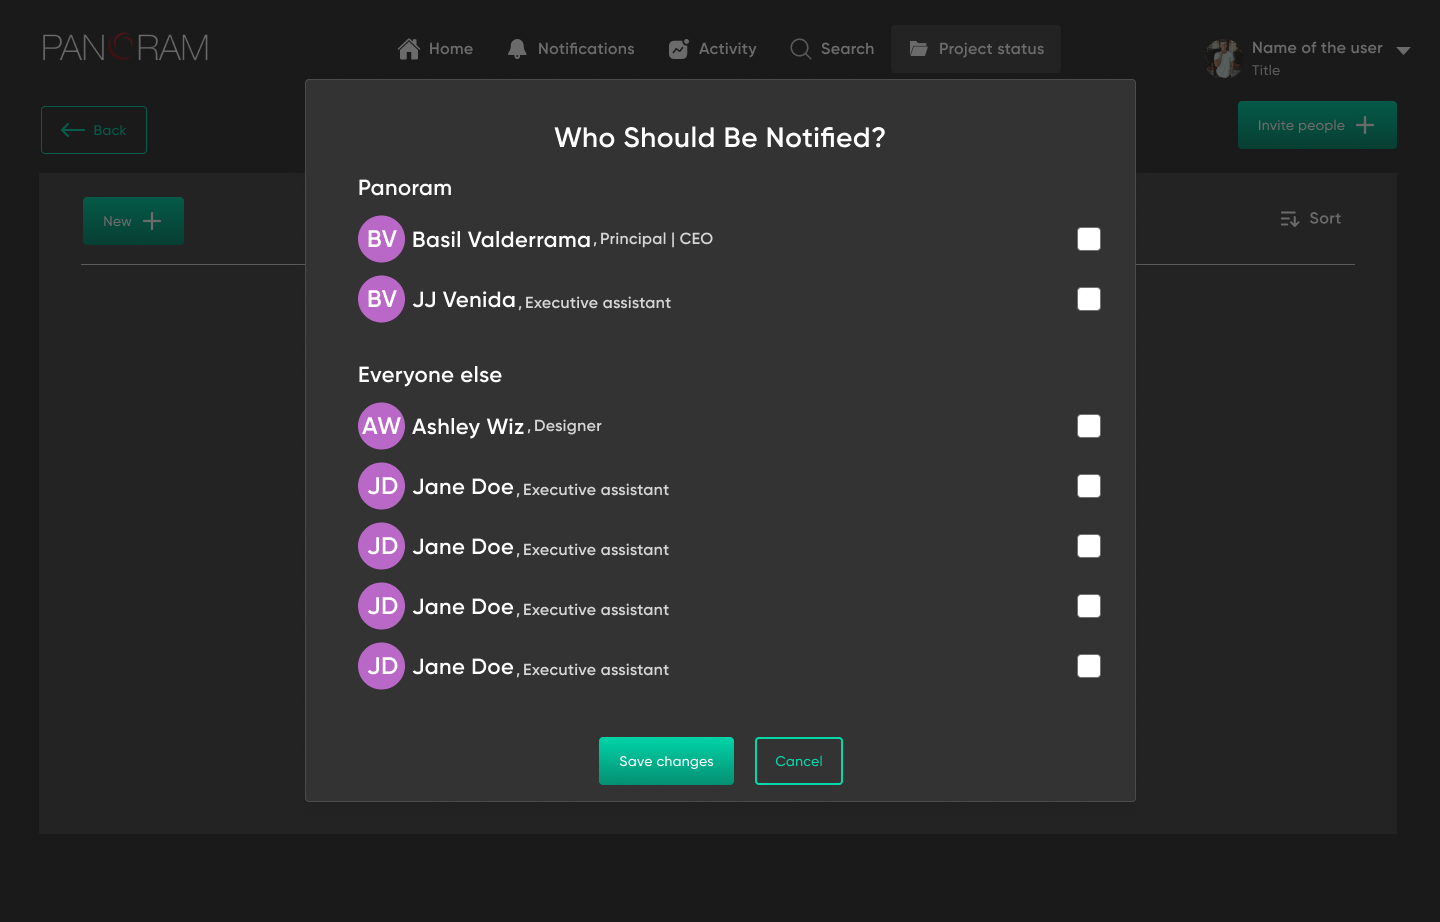 PANORAM
Home
Notifications
Activity
Search
Project status
Name of the user
Title
Back
Invite people
New
Sort
Who Should Be Notified?
Panoram
BV Basil Valderrama, Principal | CEO
BV JJ Venida, Executive assistant
Everyone else
AW Ashley Wiz, Designer
JD Jane Doe, Executive assistant
JD Jane Doe, Executive assistant
JD Jane Doe, Executive assistant
JD Jane Doe, Executive assistant
Save changes
Cancel